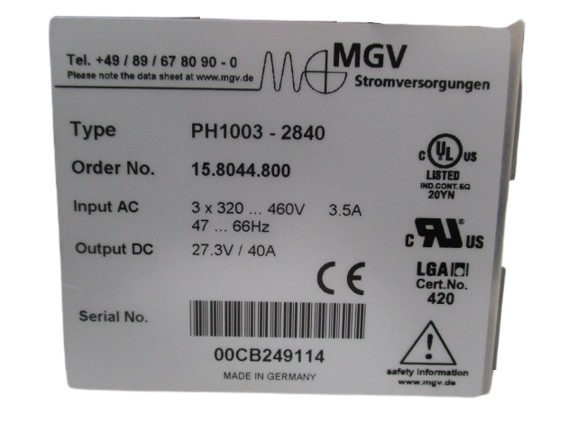 Tel. +49 / 89 / 67 80 90 - 0
Please note the data sheet at www.mgv.de
MGV
Stromversorgungen
Type PH1003 - 2840
Order No. 15.8044.800
Input AC 3 x 320 ... 460V 3.5A
47 ... 66Hz
Output DC 27.3V / 40A
C UL US
LISTED
IND.CONT. EQ
20YN
C RU US
LGA
Cert.No.
420
CE
Serial No.
00CB249114
MADE IN GERMANY
safety information
www.mgv.de